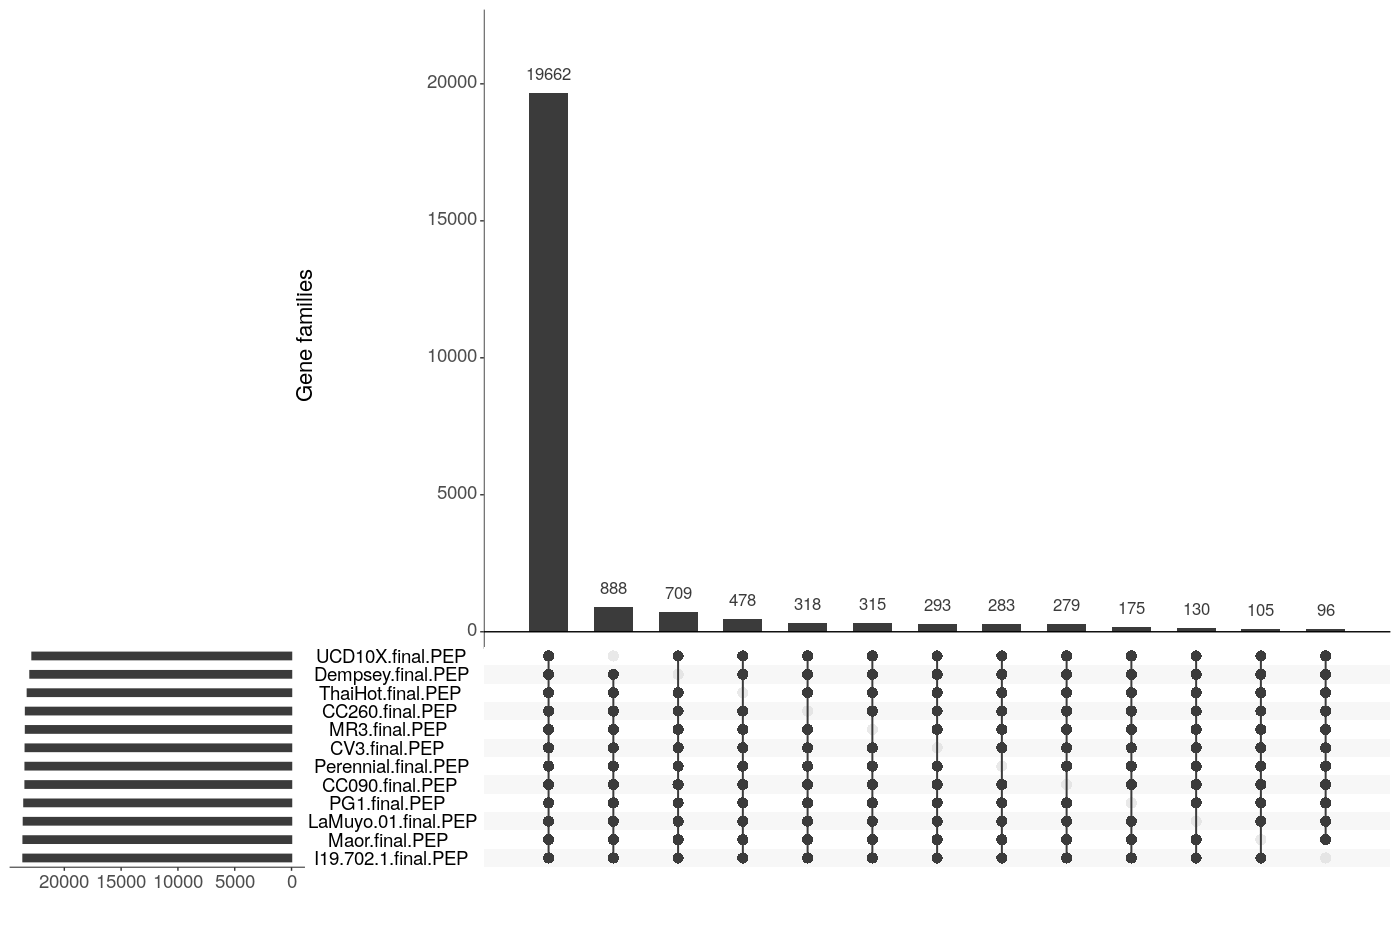 20000
15000
10000
5000
0
Gene families
19662
888
709
478
318
315
293
283
279
175
130
105
96
UCD10X.final.PEP
Dempsey.final.PEP
ThaiHot.final.PEP
CC260.final.PEP
MR3.final.PEP
CV3.final.PEP
Perennial.final.PEP
CC090.final.PEP
PG1.final.PEP
LaMuyo.01.final.PEP
Maor.final.PEP
I19.702.1.final.PEP
20000 15000 10000 5000 0